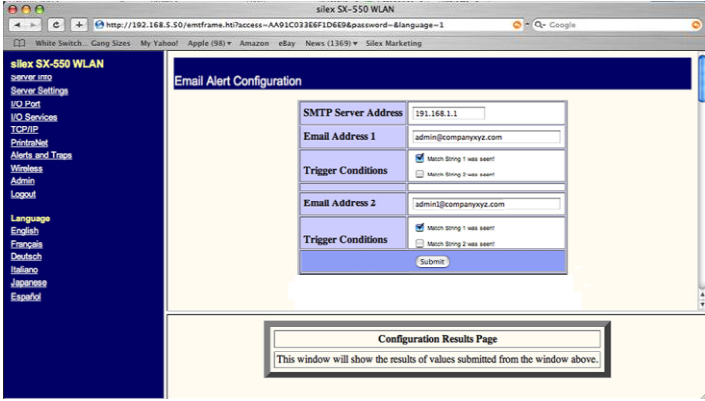 silex SX-550 WLAN
http://192.168.5.50/emtframe.hti?access=AA91C033E6F1D6E9&password=&language=1
Google
White Switch... Gang Sizes My Yahoo! Apple (98) Amazon eBay News (1369) Silex Marketing
silex SX-550 WLAN
Server Info
Server Settings
I/O Port
I/O Services
TCP/IP
PrintraNet
Alerts and Traps
Wireless
Admin
Logout
Language
English
Français
Deutsch
Italiano
Japanese
Español
Email Alert Configuration
SMTP Server Address 191.168.1.1
Email Address 1 admin@companyxyz.com
Trigger Conditions
Match String 1 was seen!
Match String 2 was seen!
Email Address 2 admin1@companyxyz.com
Trigger Conditions
Match String 1 was seen!
Match String 2 was seen!
Submit
Configuration Results Page
This window will show the results of values submitted from the window above.